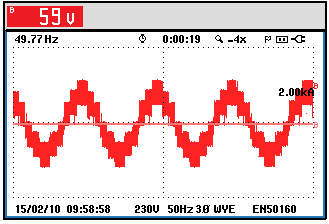 B 59 V
49.77 Hz 0:00:19 -4x P
2.00kA
15/02/10 09:58:58 230V 50Hz 3Ø WYE EN50160